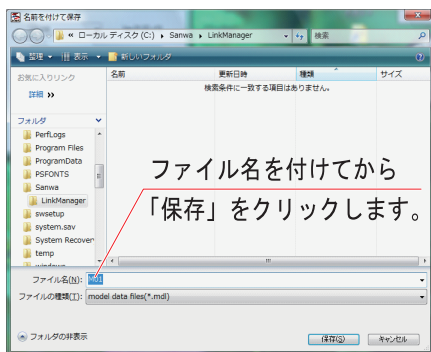 名前を付けて保存
« ローカル ディスク (C:) ▸ Sanwa ▸ LinkManager
検索
整理 表示 新しいフォルダ
お気に入りリンク
詳細 »
フォルダ
PerfLogs
Program Files
ProgramData
PSFONTS
Sanwa
LinkManager
swsetup
system.sav
System Recover
temp
windows
名前 更新日時 種類 サイズ
検索条件に一致する項目はありません。
ファイル名を付けてから
「保存」をクリックします。
ファイル名(N): Mdl1
ファイルの種類(T): model data files(*.mdl)
フォルダの非表示
保存(S) キャンセル